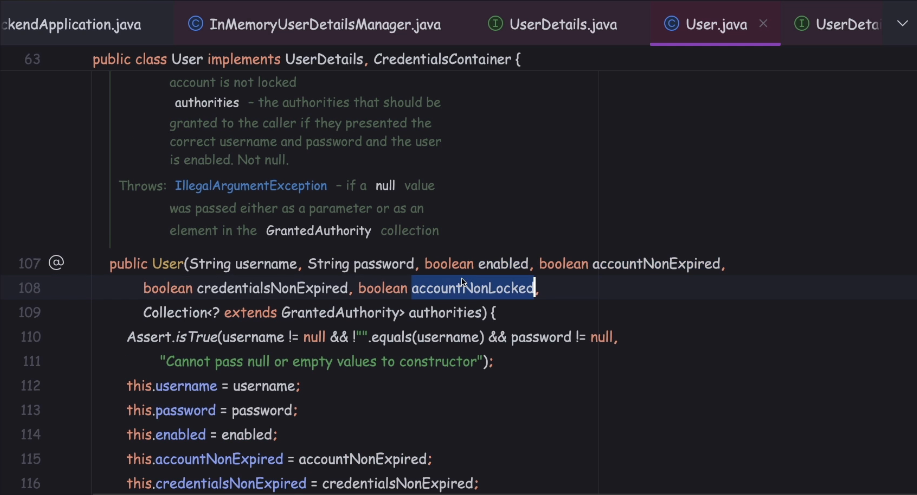 ckendApplication.java InMemoryUserDetailsManager.java UserDetails.java User.java UserDeta
63 public class User implements UserDetails, CredentialsContainer {
account is not locked
authorities – the authorities that should be
granted to the caller if they presented the
correct username and password and the user
is enabled. Not null.
Throws: IllegalArgumentException – if a null value
was passed either as a parameter or as an
element in the GrantedAuthority collection
107 @ public User(String username, String password, boolean enabled, boolean accountNonExpired,
108 boolean credentialsNonExpired, boolean accountNonLocked,
109 Collection<? extends GrantedAuthority> authorities) {
110 Assert.isTrue(username != null && !"".equals(username) && password != null,
111 "Cannot pass null or empty values to constructor");
112 this.username = username;
113 this.password = password;
114 this.enabled = enabled;
115 this.accountNonExpired = accountNonExpired;
116 this.credentialsNonExpired = credentialsNonExpired;